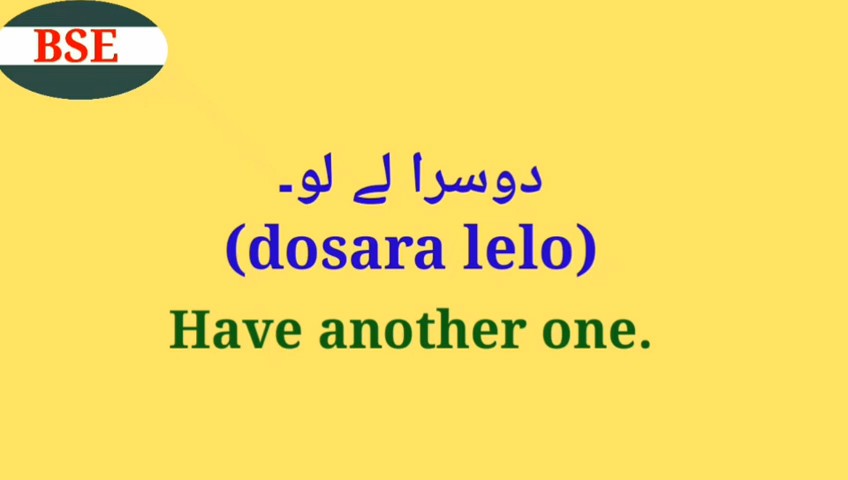 BSE
دوسرا لے لو۔
(dosara lelo)
Have another one.